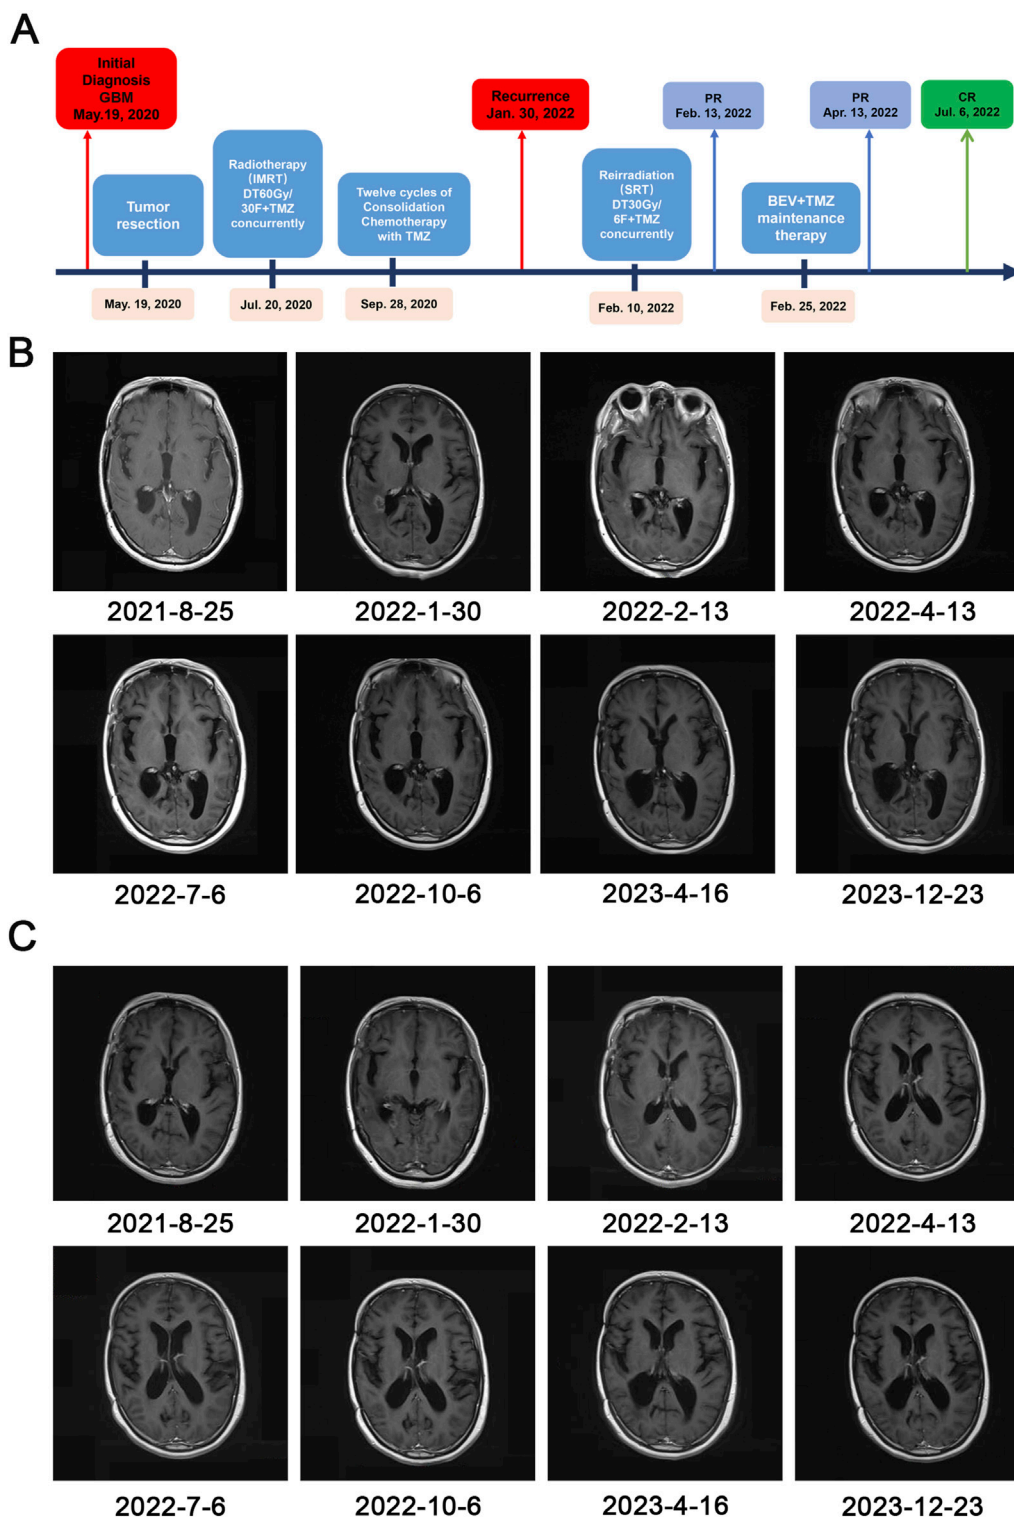 A
Initial
Diagnosis
GBM
May.19, 2020
Recurrence
Jan. 30, 2022
PR
Feb. 13, 2022
PR
Apr. 13, 2022
CR
Jul. 6, 2022
Tumor
resection
Radiotherapy
(IMRT)
DT60Gy/
30F+TMZ
concurrently
Twelve cycles of
Consolidation
Chemotherapy
with TMZ
Reirradiation
(SRT)
DT30Gy/
6F+TMZ
concurrently
BEV+TMZ
maintenance
therapy
May. 19, 2020
Jul. 20, 2020
Sep. 28, 2020
Feb. 10, 2022
Feb. 25, 2022
B
2021-8-25
2022-1-30
2022-2-13
2022-4-13
2022-7-6
2022-10-6
2023-4-16
2023-12-23
C
2021-8-25
2022-1-30
2022-2-13
2022-4-13
2022-7-6
2022-10-6
2023-4-16
2023-12-23